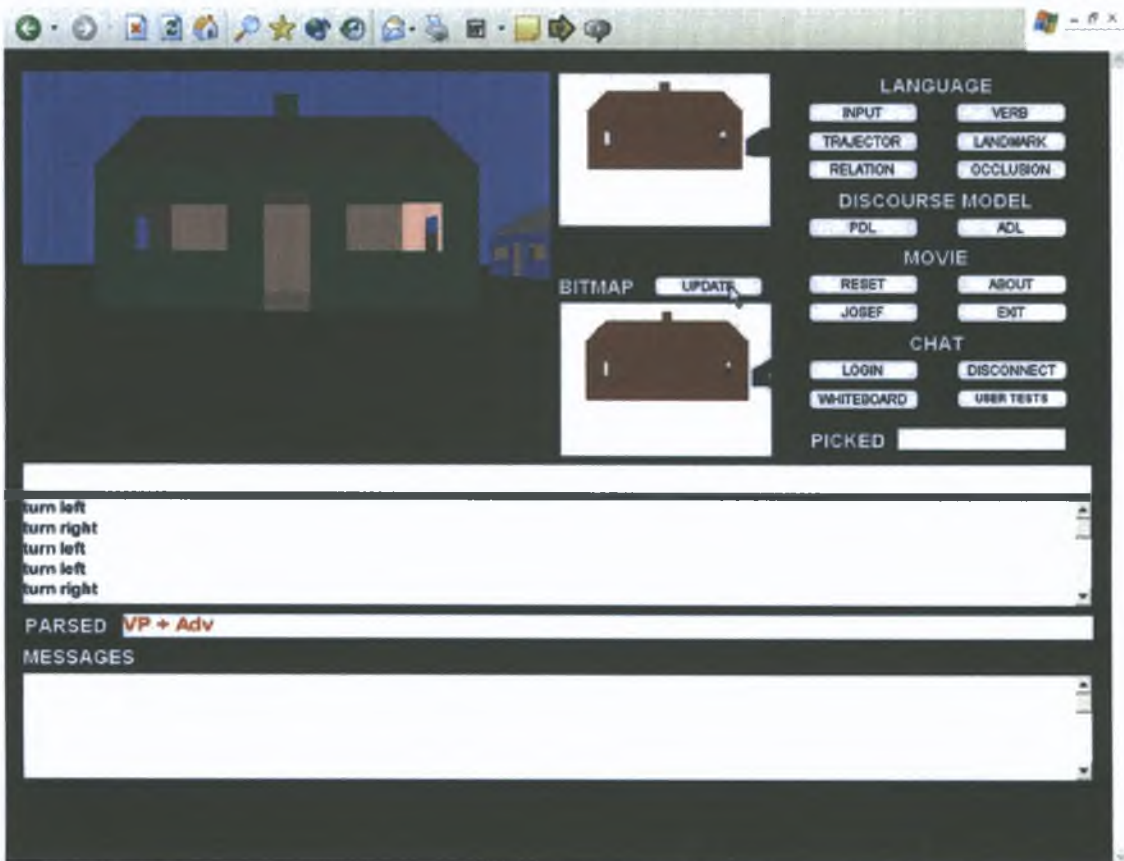 LANGUAGE
INPUT VERB
TRAJECTOR LANDMARK
RELATION OCCLUSION
DISCOURSE MODEL
PDL ADL
MOVIE
BITMAP UPDATE
RESET ABOUT
JOSEF EXIT
CHAT
LOGIN DISCONNECT
WHITEBOARD USER TESTS
PICKED
turn left
turn right
turn left
turn left
turn right
PARSED VP + Adv
MESSAGES